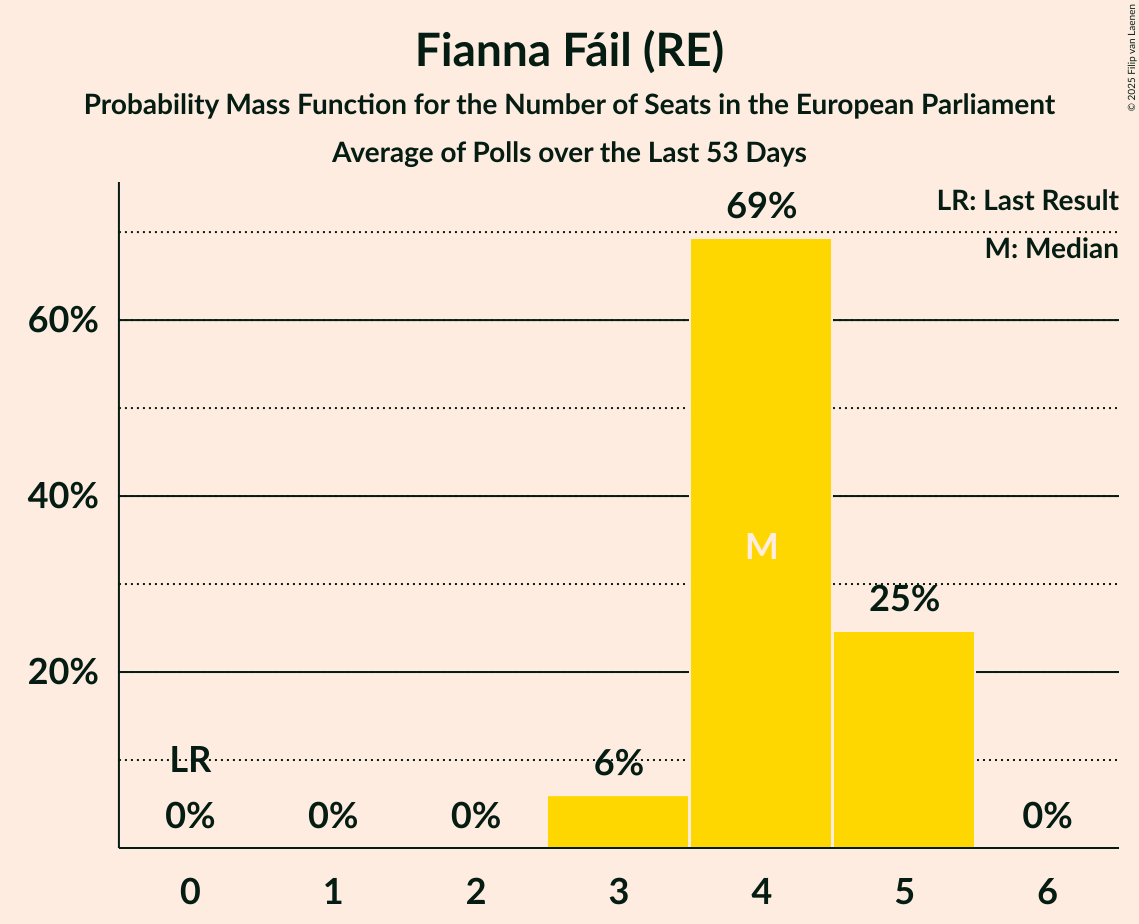 Fianna Fáil (RE)
Probability Mass Function for the Number of Seats in the European Parliament
Average of Polls over the Last 53 Days
© 2025 Filip van Laenen
LR: Last Result
M: Median
69%
60%
40%
M
25%
20%
LR
6%
0%
0%
0%
0%
0
1
2
3
4
5
6